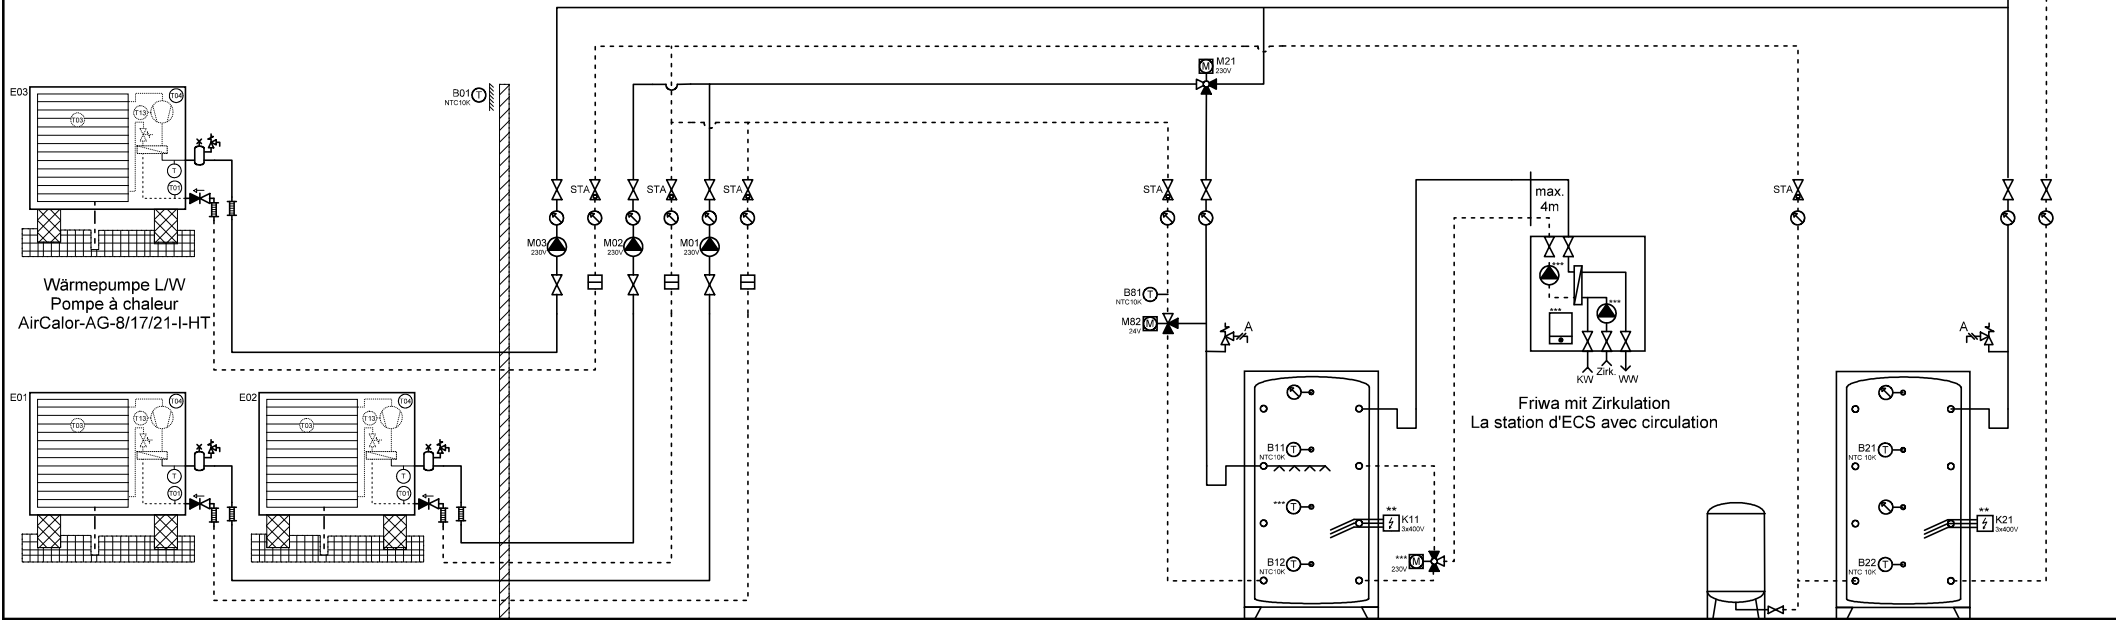 M21
230V
E03
T04
T13
T03
T
T01
B01
T
NTC10K
STA
STA
STA
STA
max.
4m
M03
230V
M02
230V
M01
230V
Wärmepumpe L/W
Pompe à chaleur
AirCalor-AG-8/17/21-I-HT
B81
T
NTC10K
M82
M
24V
A
***
***
***
KW
Zirk.
WW
A
Friwa mit Zirkulation
La station d'ECS avec circulation
E01
T04
T13
T03
T
T01
E02
T04
T13
T03
T
T01
B11
T
NTC10K
***
T
**
K11
3x400V
B12
T
NTC10K
***
M
230V
B21
T
NTC 10K
**
K21
3x400V
B22
T
NTC 10K